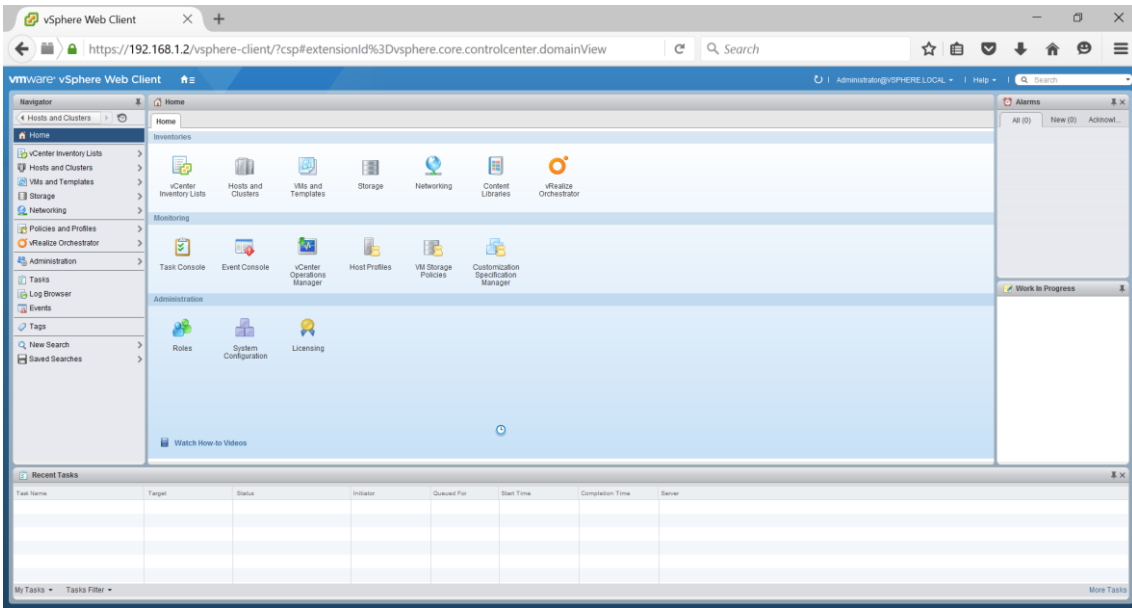 vSphere Web Client
https://192.168.1.2/vsphere-client/?csp#extensionId%3Dvsphere.core.controlcenter.domainView
Search
vmware® vSphere Web Client
Administrator@VSPHERE.LOCAL
Help
Search
Navigator
Hosts and Clusters
Home
vCenter Inventory Lists
Hosts and Clusters
VMs and Templates
Storage
Networking
Policies and Profiles
vRealize Orchestrator
Administration
Tasks
Log Browser
Events
Tags
New Search
Saved Searches
Home
Home
Inventories
vCenter
Inventory Lists
Hosts and
Clusters
VMs and
Templates
Storage
Networking
Content
Libraries
vRealize
Orchestrator
Monitoring
Task Console
Event Console
vCenter
Operations
Manager
Host Profiles
VM Storage
Policies
Customization
Specification
Manager
Administration
Roles
System
Configuration
Licensing
Watch How-to Videos
Alarms
All (0) New (0) Acknowl...
Work In Progress
Recent Tasks
Task Name Target Status Initiator Queued For Start Time Completion Time Server
My Tasks Tasks Filter
More Tasks